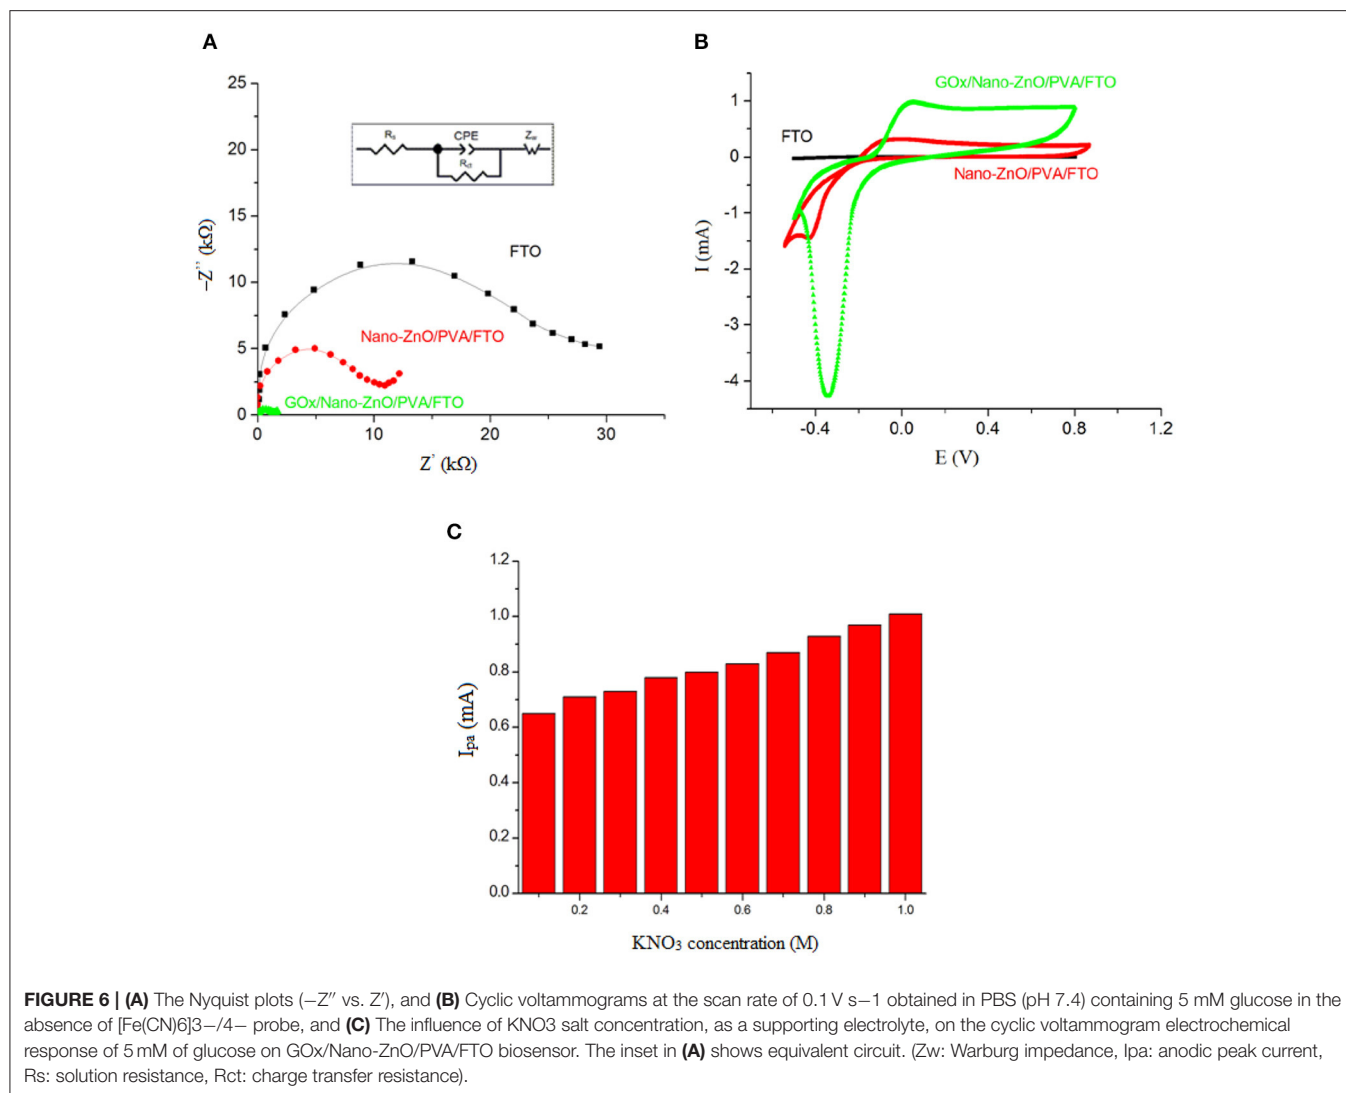 A
25
20
15
10
5
0
−Z'' (kΩ)
Rs
CPE
Zw
Rct
FTO
Nano-ZnO/PVA/FTO
GOx/Nano-ZnO/PVA/FTO
0 10 20 30
Z' (kΩ)
B
1
0
-1
-2
-3
-4
I (mA)
GOx/Nano-ZnO/PVA/FTO
FTO
Nano-ZnO/PVA/FTO
-0.4 0.0 0.4 0.8 1.2
E (V)
C
1.2
1.0
0.8
0.6
0.4
0.2
0.0
Ipa (mA)
0.2 0.4 0.6 0.8 1.0
KNO3 concentration (M)
FIGURE 6 | (A) The Nyquist plots (−Z″ vs. Z′), and (B) Cyclic voltammograms at the scan rate of 0.1 V s−1 obtained in PBS (pH 7.4) containing 5 mM glucose in the
absence of [Fe(CN)6]3−/4− probe, and (C) The influence of KNO3 salt concentration, as a supporting electrolyte, on the cyclic voltammogram electrochemical
response of 5 mM of glucose on GOx/Nano-ZnO/PVA/FTO biosensor. The inset in (A) shows equivalent circuit. (Zw: Warburg impedance, Ipa: anodic peak current,
Rs: solution resistance, Rct: charge transfer resistance).